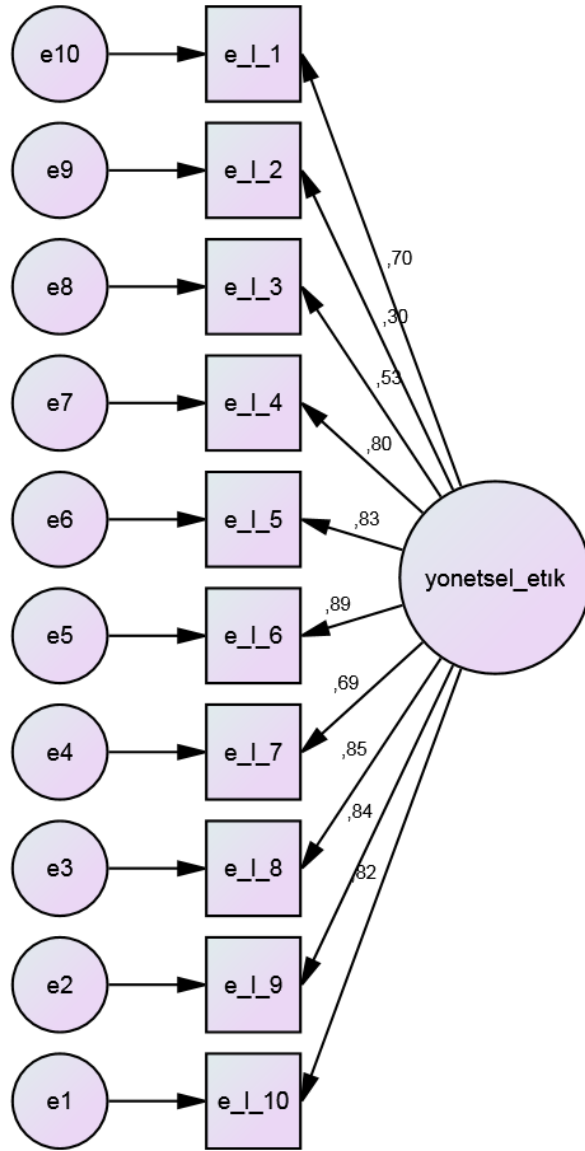 e10
e_l_1
e9
e_l_2
e8
e_l_3
e7
e_l_4
e6
e_l_5
e5
e_l_6
e4
e_l_7
e3
e_l_8
e2
e_l_9
e1
e_l_10
,70
,30
,53
,80
,83
,89
,69
,85
,84
,82
yonetsel_etık